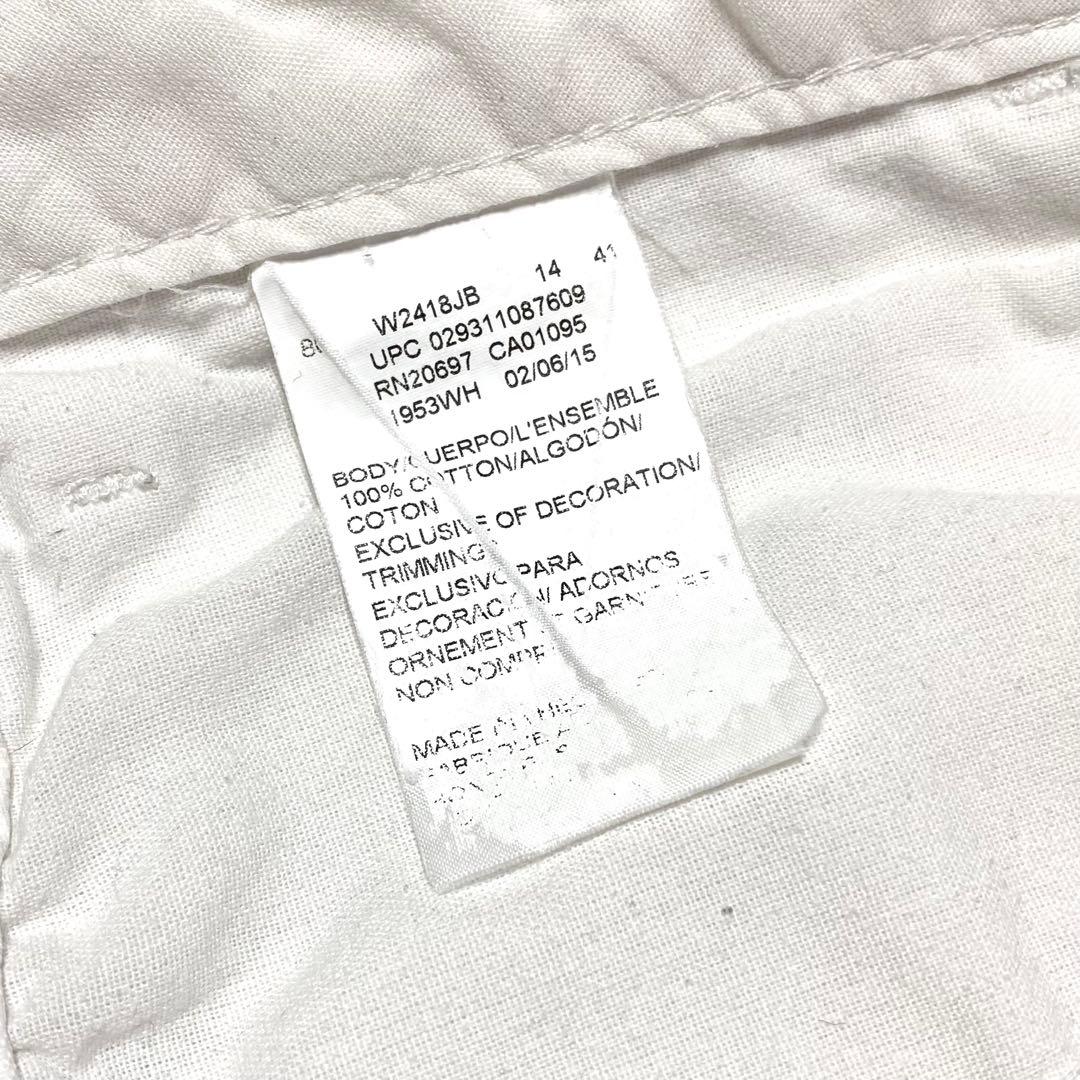 W2418JB 14 41
UPC 029311087609
RN20697 CA01095
1953WH 02/06/15
BODY/CUERPO/L'ENSEMBLE
100% COTTON/ALGODÓN/
COTON
EXCLUSIVE OF DECORATION/
TRIMMING
EXCLUSIVO PARA
DECORACIÓN/ ADORNOS
ORNEMENT
NON
MADE